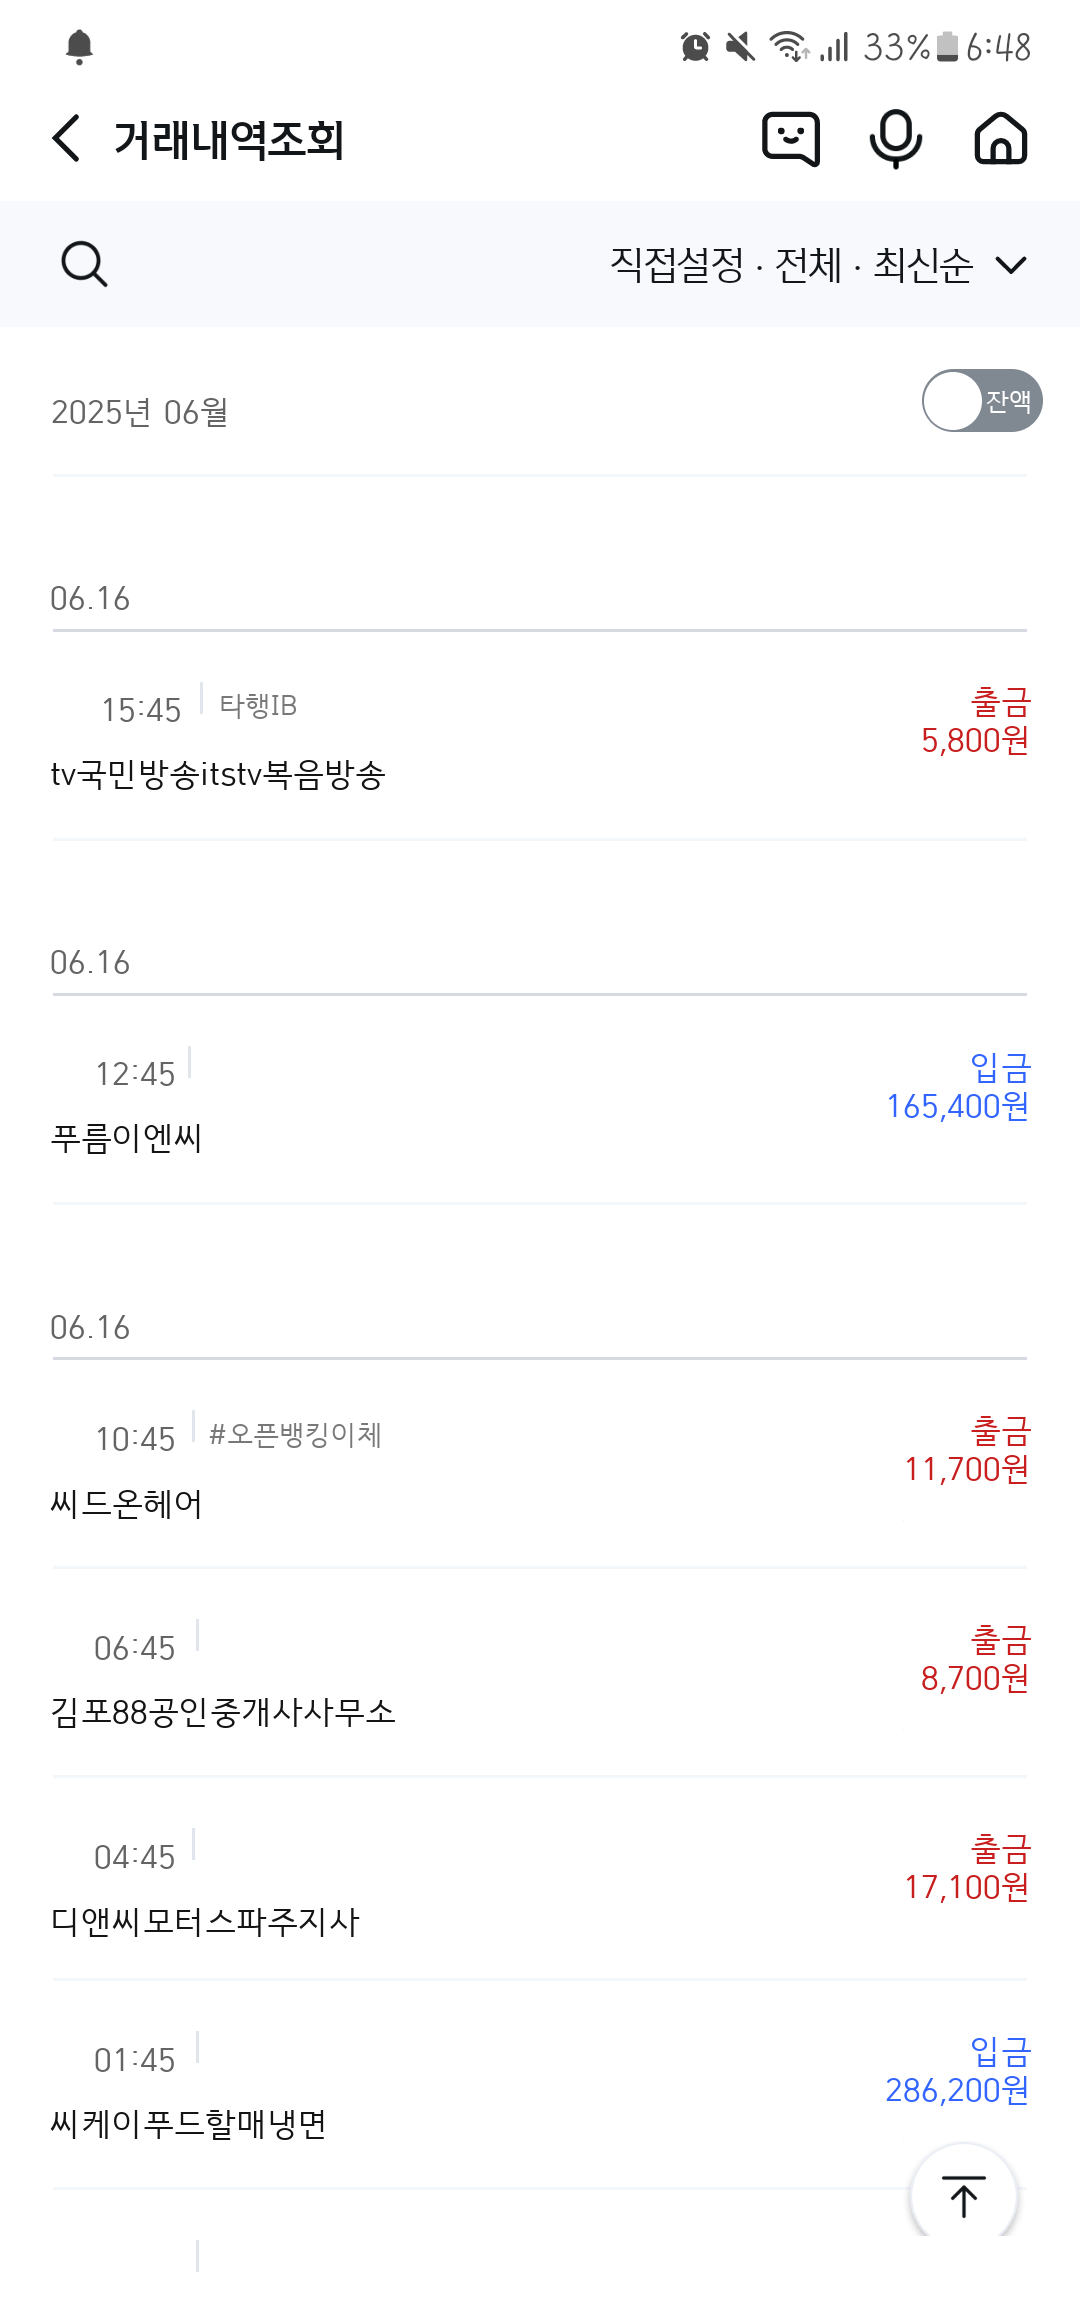 33% 6:48
거래내역조회
직접설정 · 전체 · 최신순
2025년 06월
잔액
06.16
15:45 타행IB
출금
5,800원
tv국민방송itstv복음방송
06.16
12:45
입금
165,400원
푸름이엔씨
06.16
10:45 #오픈뱅킹이체
출금
11,700원
씨드온헤어
06:45
출금
8,700원
김포88공인중개사사무소
04:45
출금
17,100원
디앤씨모터스파주지사
01:45
입금
286,200원
씨케이푸드할매냉면